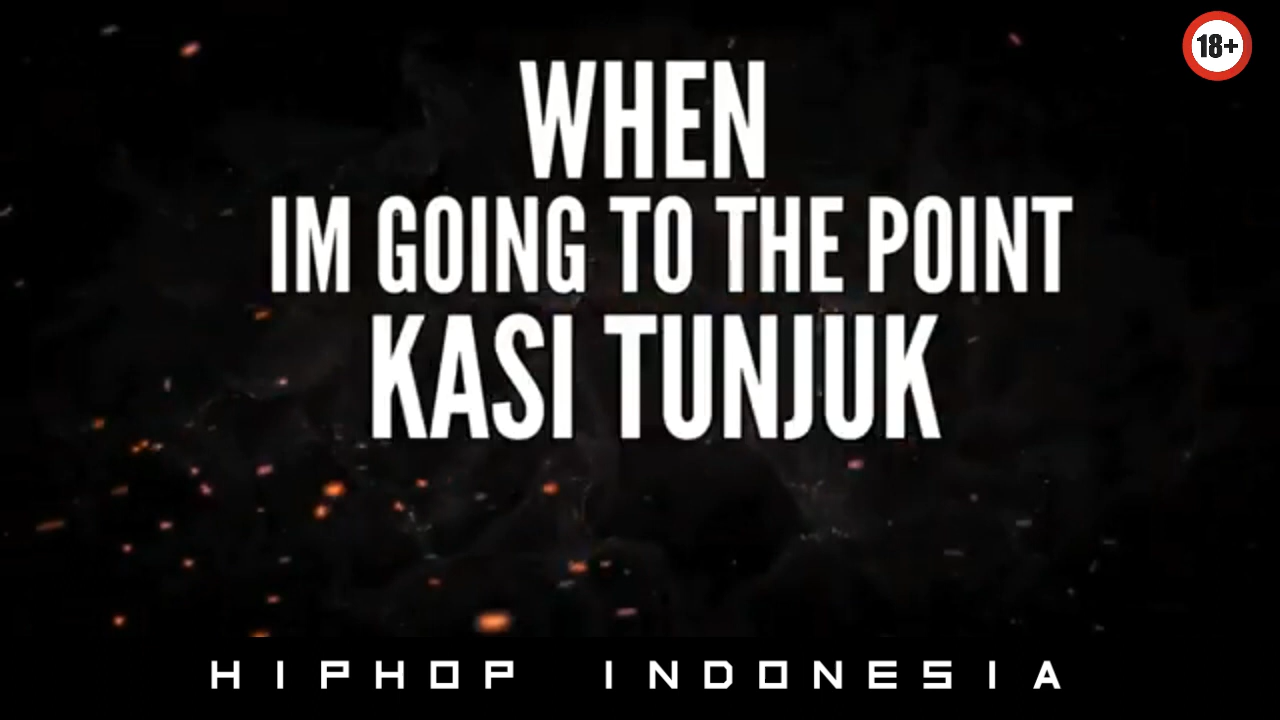 18+
WHEN
IM GOING TO THE POINT
KASI TUNJUK
HIPHOP INDONESIA